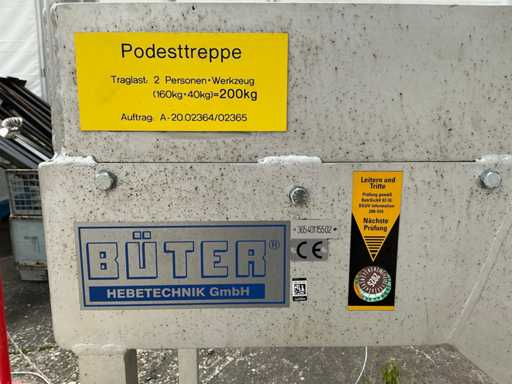 Podesttreppe
Traglast: 2 Personen+Werkzeug
(160kg+40kg)=200kg
Auftrag: A-20.02364/02365
BÜTER®
HEBETECHNIK GmbH
CE
Leitern und
Tritte
Nächste
Prüfung